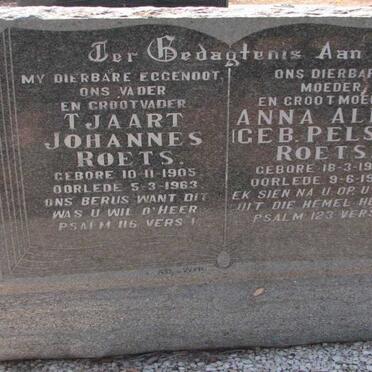 Ter Gedagtenis Aan
MY DIERBARE EGGENOOT,
ONS VADER
EN GROOTVADER
TJAART
JOHANNES
ROETS.
GEBORE 10-11-1905
OORLEDE 5-3-1963
ONS BERUS WANT DIT
WAS U WIL O'HEER
PSALM 116 VERS 1
ONS DIERBAR
MOEDER
EN GROOTMOE
ANNA AL
(GEB. PELS
ROETS
GEBORE 18-3-19
OORLEDE 9-6-19
EK SIEN NA U OP, U
UIT DIE HEMEL
PSALM 123 VERS